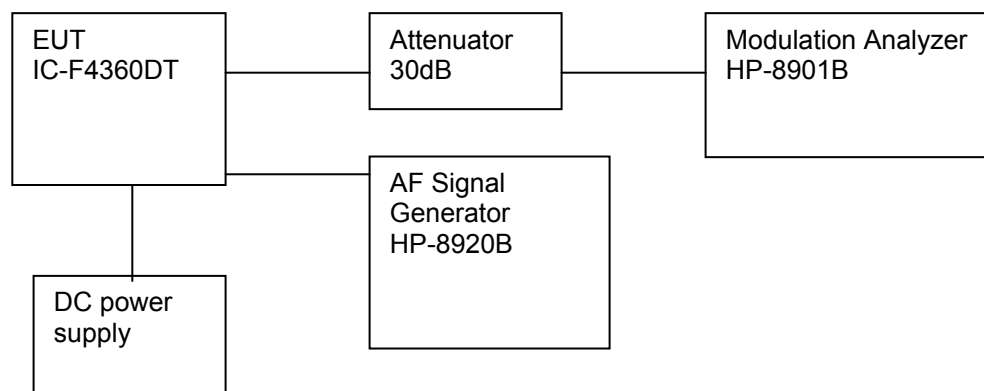 EUT
IC-F4360DT
Attenuator
30dB
Modulation Analyzer
HP-8901B
AF Signal
Generator
HP-8920B
DC power
supply